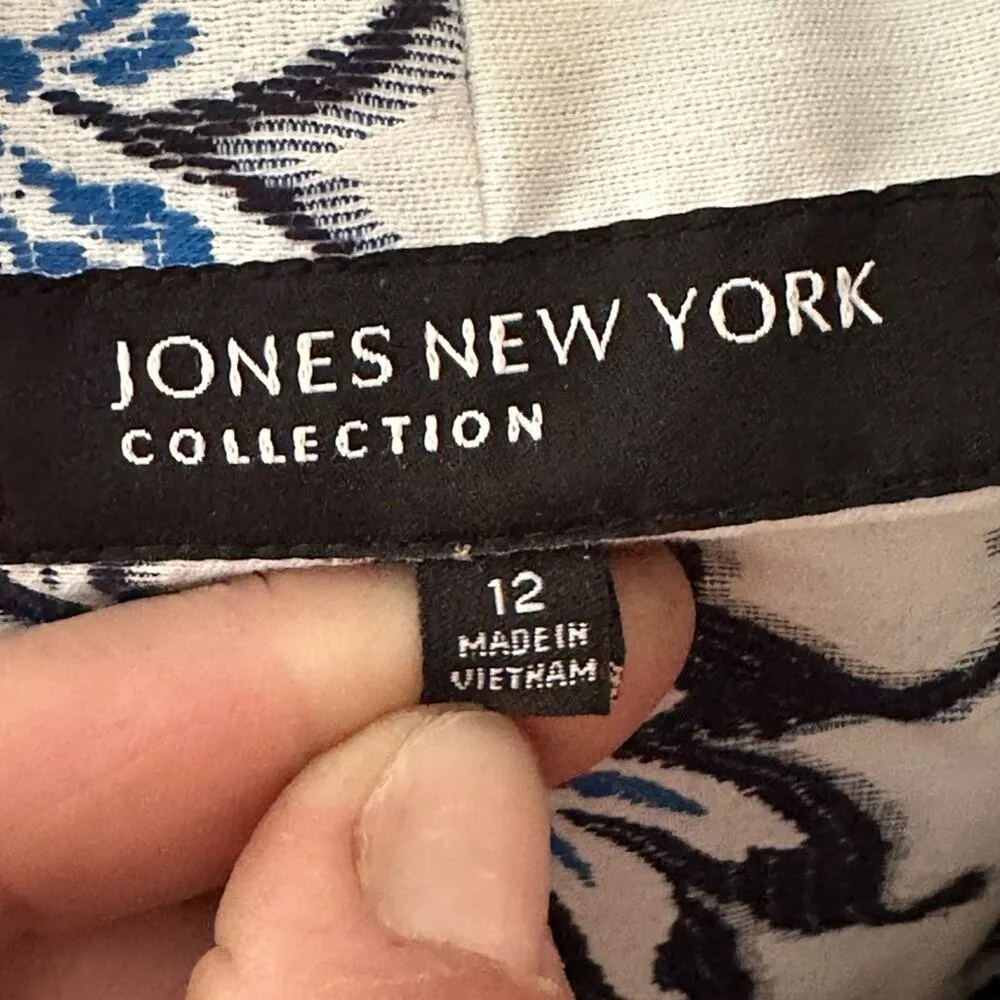 JONES NEW YORK
COLLECTION
12
MADE IN
VIETNAM